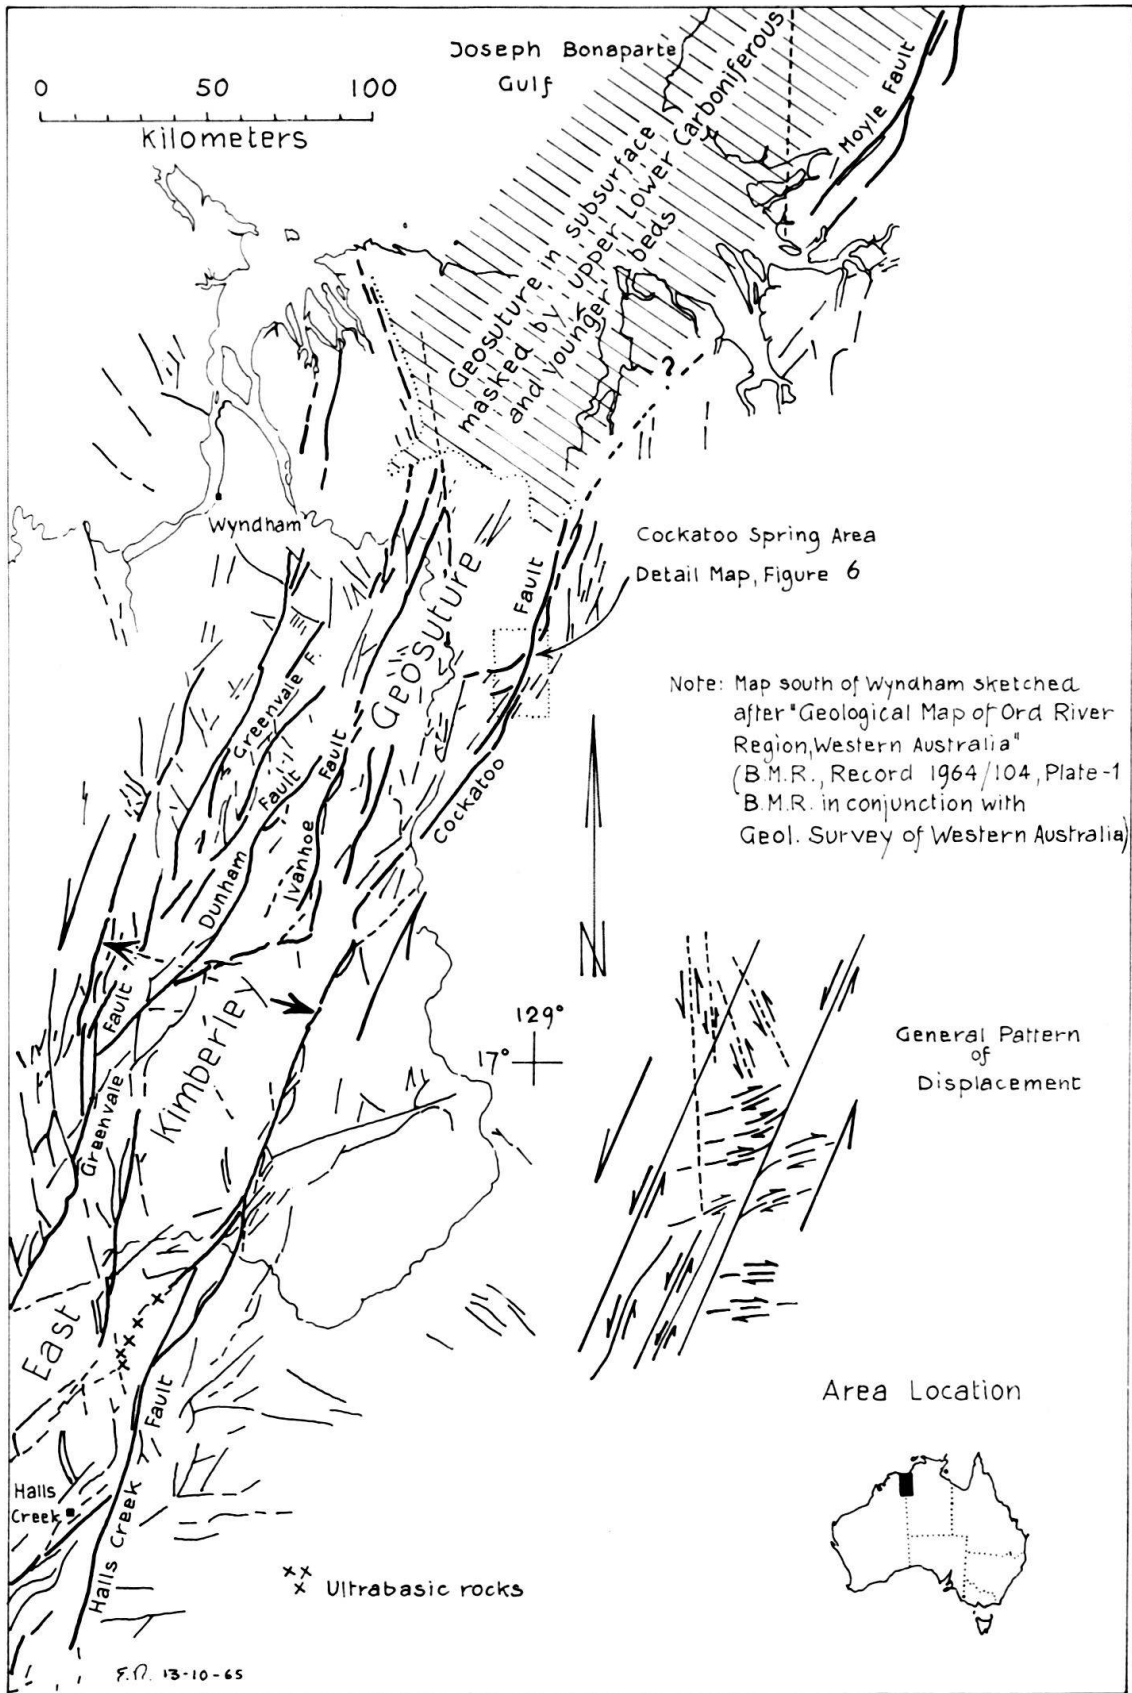 0 50 100
Kilometers
Joseph Bonaparte
Gulf
Geosuture in subsurface
masked by upper Lower Carboniferous
and younger beds
Moyle Fault
?
Wyndham
Cockatoo Spring Area
Detail Map, Figure 6
Note: Map south of Wyndham sketched
after "Geological Map of Ord River
Region, Western Australia"
(B.M.R., Record 1964/104, Plate-1
B.M.R. in conjunction with
Geol. Survey of Western Australia)
Greenvale F.
Dunham Fault
Ivanhoe Fault
Cockatoo Fault
East Kimberley Geosuture
Greenvale Fault
N
129°
17°
General Pattern
of
Displacement
Halls Creek Fault
Halls
Creek
x x
x Ultrabasic rocks
Area Location
13-10-65